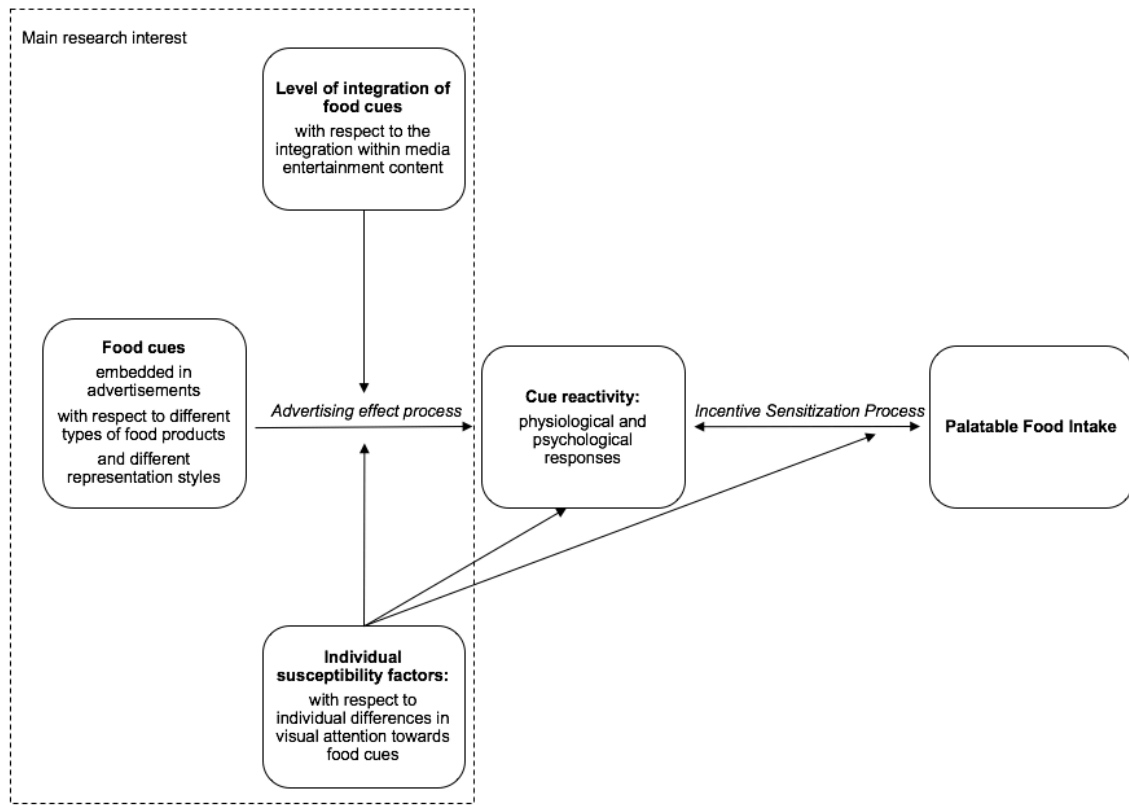 Main research interest
Level of integration of
food cues
with respect to the
integration within media
entertainment content
Food cues
embedded in
advertisements
with respect to different
types of food products
and different
representation styles
Advertising effect process
Cue reactivity:
physiological and
psychological
responses
Incentive Sensitization Process
Palatable Food Intake
Individual
susceptibility factors:
with respect to
individual differences in
visual attention towards
food cues